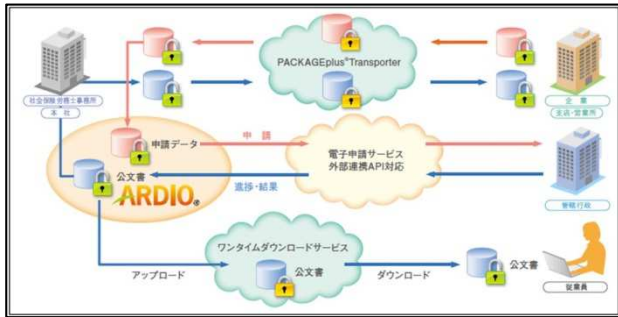 PACKAGEplus®Transporter
社会保険労務士事務所
本 社
企 業
支店・営業所
申請データ
申 請
電子申請サービス
外部連携API対応
公文書
ARDIO®
進捗・結果
管轄行政
ワンタイムダウンロードサービス
公文書
アップロード
ダウンロード
公文書
従業員